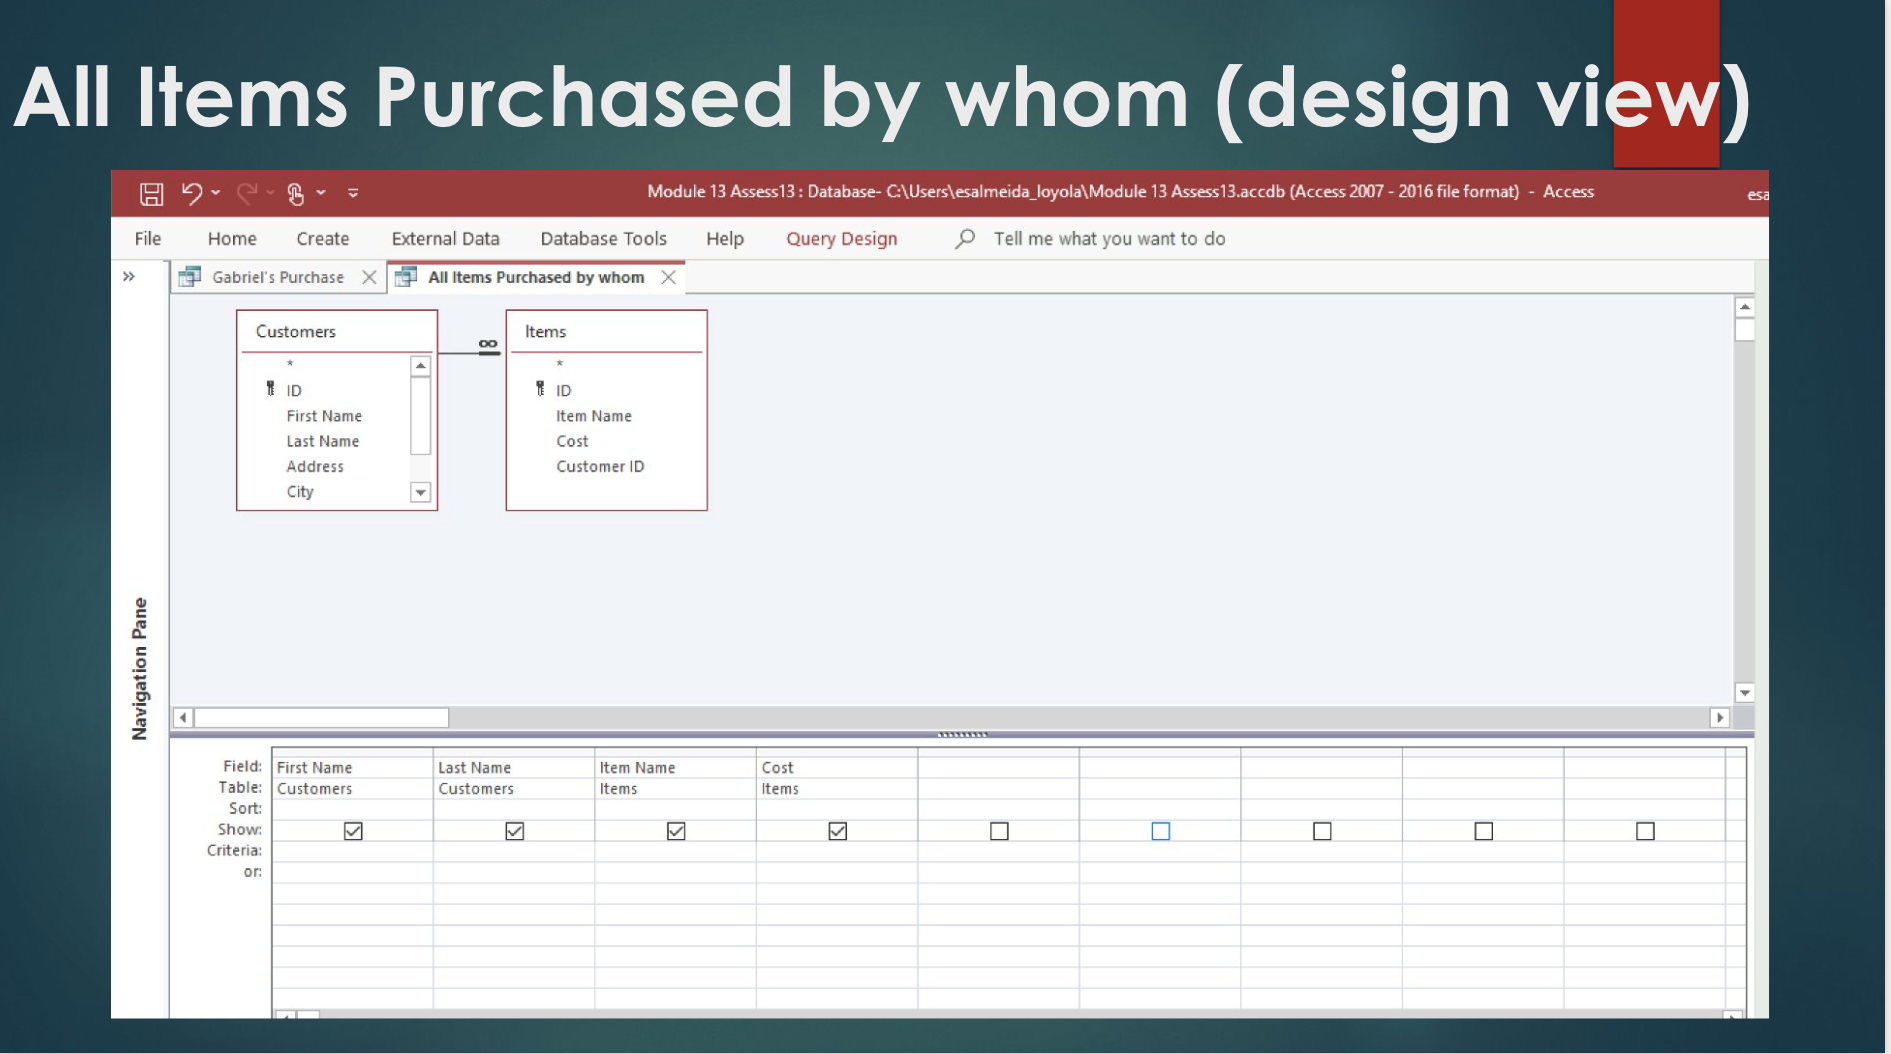 All Items Purchased by whom (design view)
Module 13 Assess13 : Database- C:\Users\esalmeida_loyola\Module 13 Assess13.accdb (Access 2007 - 2016 file format) - Access esa
File Home Create External Data Database Tools Help Query Design Tell me what you want to do
» Gabriel's Purchase All Items Purchased by whom
Customers
*
ID
First Name
Last Name
Address
City
∞
Items
*
ID
Item Name
Cost
Customer ID
Navigation Pane
Field: First Name Last Name Item Name Cost
Table: Customers Customers Items Items
Sort:
Show:
Criteria:
or: